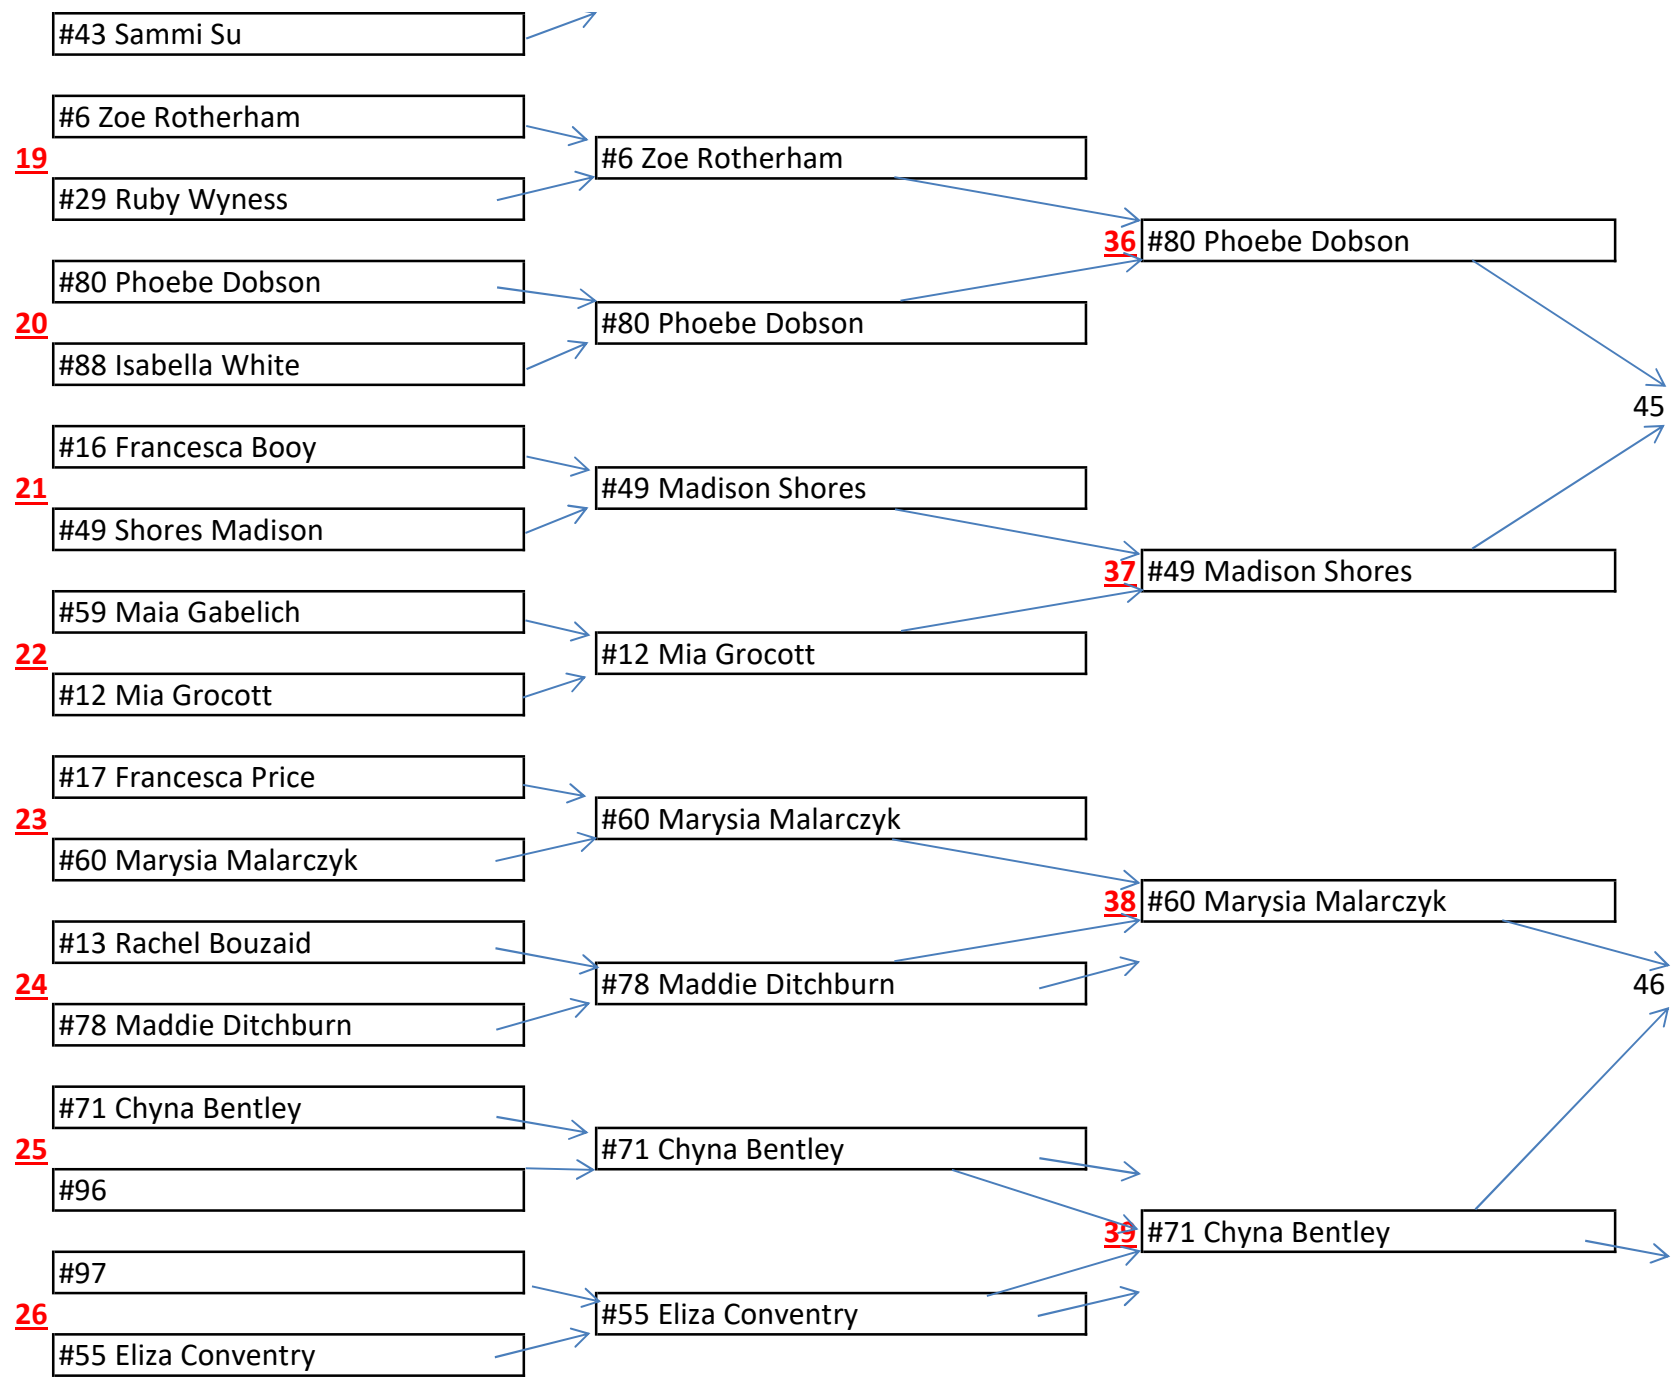 #43 Sammi Su
#6 Zoe Rotherham
19
#6 Zoe Rotherham
#29 Ruby Wyness
36 #80 Phoebe Dobson
#80 Phoebe Dobson
20
#80 Phoebe Dobson
#88 Isabella White
45
#16 Francesca Booy
21
#49 Madison Shores
#49 Shores Madison
37 #49 Madison Shores
#59 Maia Gabelich
22
#12 Mia Grocott
#12 Mia Grocott
#17 Francesca Price
23
#60 Marysia Malarczyk
#60 Marysia Malarczyk
38 #60 Marysia Malarczyk
#13 Rachel Bouzaid
24
#78 Maddie Ditchburn
46
#78 Maddie Ditchburn
#71 Chyna Bentley
25
#71 Chyna Bentley
#96
39 #71 Chyna Bentley
#97
26
#55 Eliza Conventry
#55 Eliza Conventry